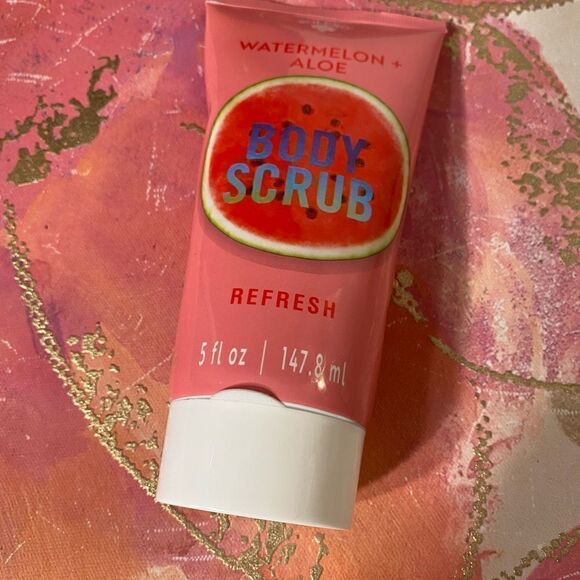 WATERMELON +
ALOE
BODY
SCRUB
REFRESH
5 fl oz | 147.8 ml